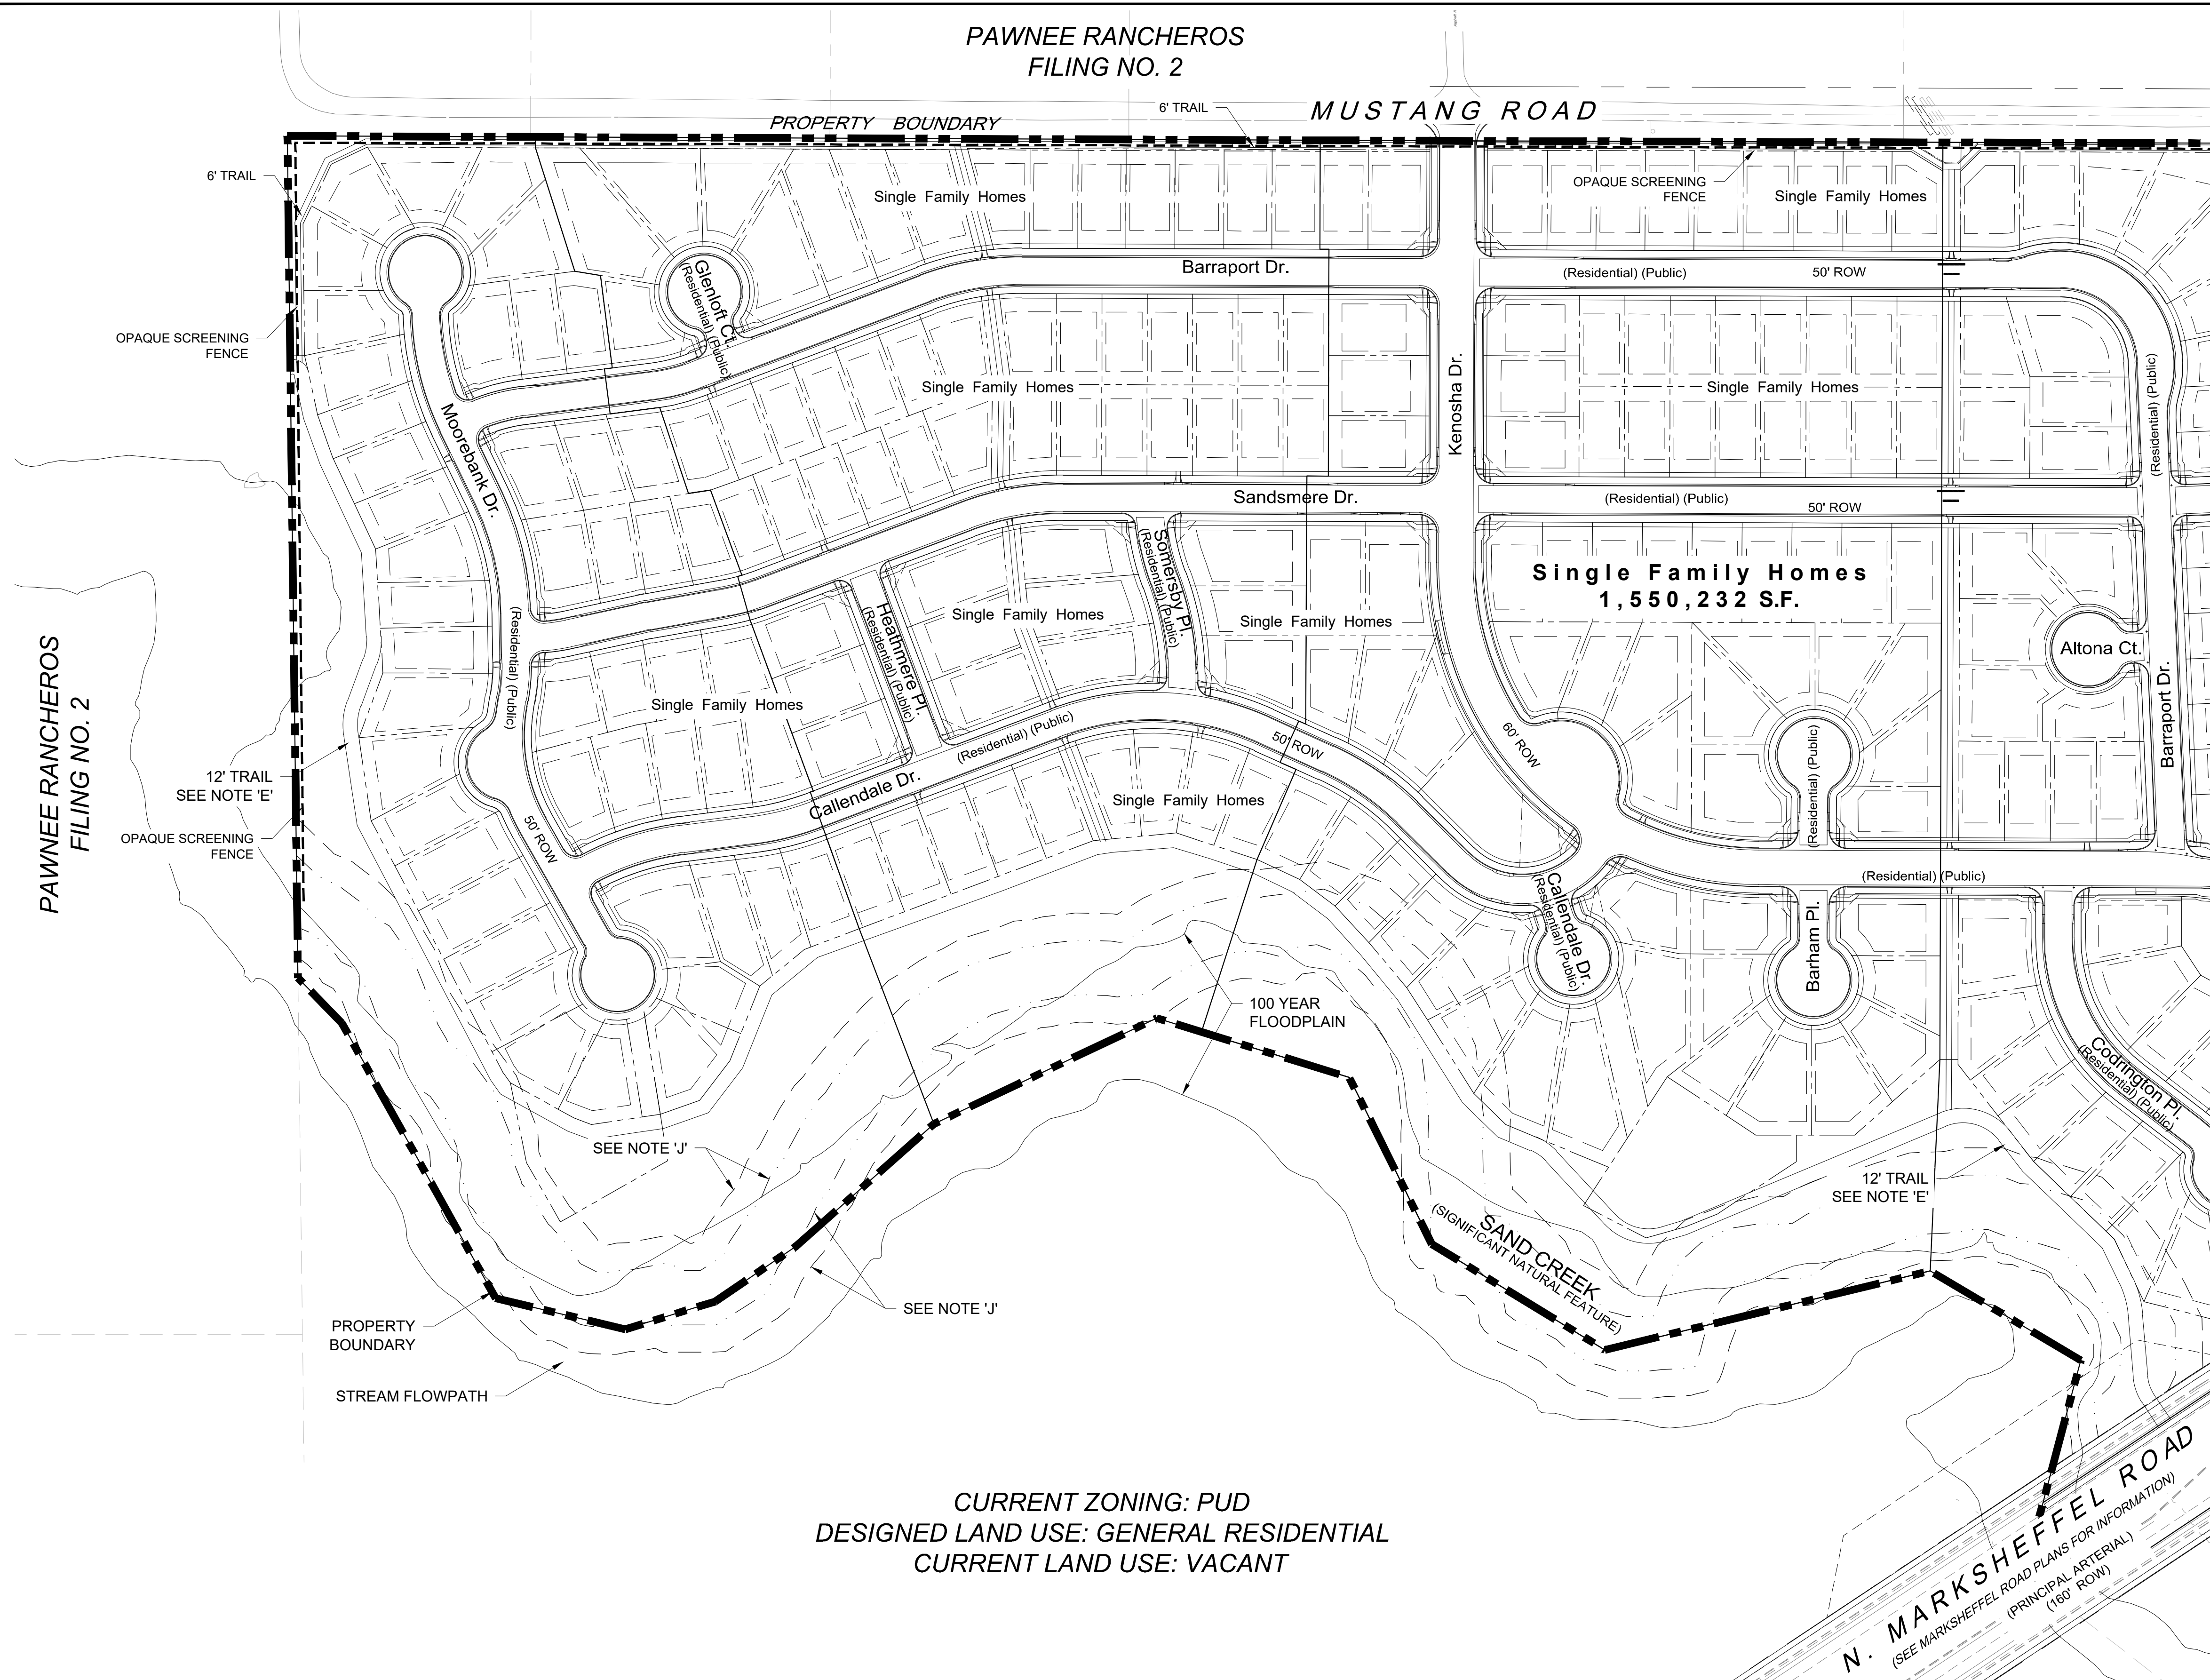 PAWNEE RANCHEROS
FILING NO. 2
6' TRAIL
MUSTANG ROAD
PROPERTY BOUNDARY
6' TRAIL
OPAQUE SCREENING
FENCE
Single Family Homes
Single Family Homes
Glenloft Ct.
(Residential) (Public)
Barraport Dr.
(Residential) (Public)
50' ROW
OPAQUE SCREENING
FENCE
Single Family Homes
Kenosha Dr.
Single Family Homes
(Residential) (Public)
Moorebank Dr.
Sandsmere Dr.
(Residential) (Public)
50' ROW
Somersby Pl.
(Residential) (Public)
Single Family Homes
1,550,232 S.F.
Heathmere Pl.
(Residential) (Public)
Single Family Homes
Single Family Homes
(Residential) (Public)
Altona Ct.
Barraport Dr.
PAWNEE RANCHEROS
FILING NO. 2
Single Family Homes
(Residential) (Public)
50' ROW
60' ROW
(Residential) (Public)
12' TRAIL
SEE NOTE 'E'
Callendale Dr.
Single Family Homes
OPAQUE SCREENING
FENCE
50' ROW
Callendale Dr.
(Residential) (Public)
(Residential) (Public)
Barham Pl.
100 YEAR
FLOODPLAIN
Codrington Pl.
(Residential) (Public)
SEE NOTE 'J'
12' TRAIL
SEE NOTE 'E'
SAND CREEK
(SIGNIFICANT NATURAL FEATURE)
SEE NOTE 'J'
PROPERTY
BOUNDARY
STREAM FLOWPATH
CURRENT ZONING: PUD
DESIGNED LAND USE: GENERAL RESIDENTIAL
CURRENT LAND USE: VACANT
N. MARKSHEFFEL ROAD
(SEE MARKSHEFFEL ROAD PLANS FOR INFORMATION)
(PRINCIPAL ARTERIAL)
(160' ROW)